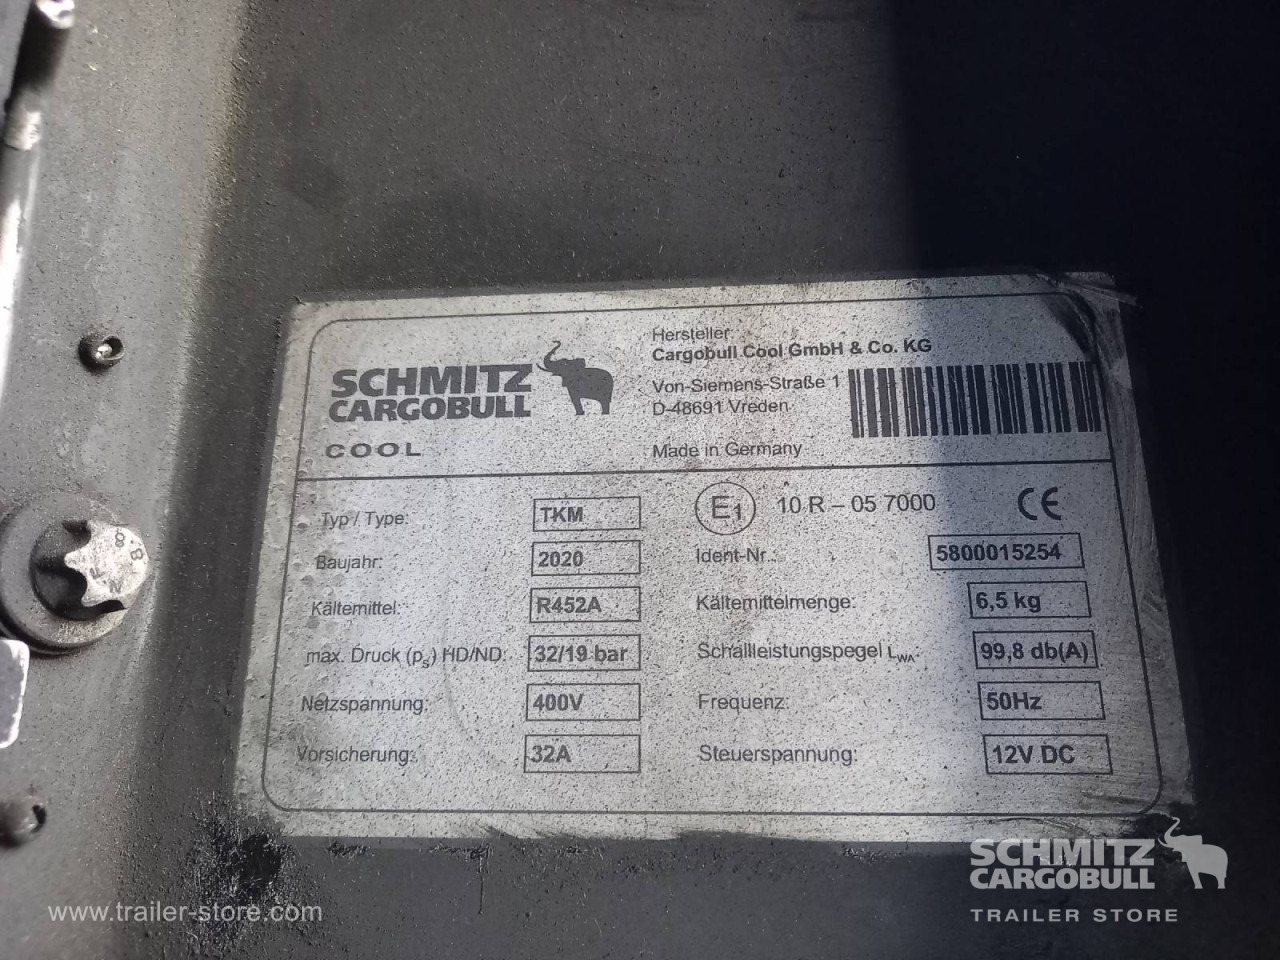 SCHMITZ
CARGOBULL
COOL
Hersteller:
Cargobull Cool GmbH & Co. KG
Von-Siemens-Straße 1
D-48691 Vreden
Made in Germany
Typ / Type: TKM
E1 10 R – 05 7000 CE
Baujahr: 2020
Ident-Nr.: 5800015254
Kältemittel: R452A
Kältemittelmenge: 6,5 kg
max. Druck (ps) HD/ND: 32/19 bar
Schallleistungspegel LWA: 99,8 db(A)
Netzspannung: 400V
Frequenz: 50Hz
Vorsicherung: 32A
Steuerspannung: 12V DC
8.8
www.trailer-store.com
SCHMITZ
CARGOBULL
TRAILER STORE